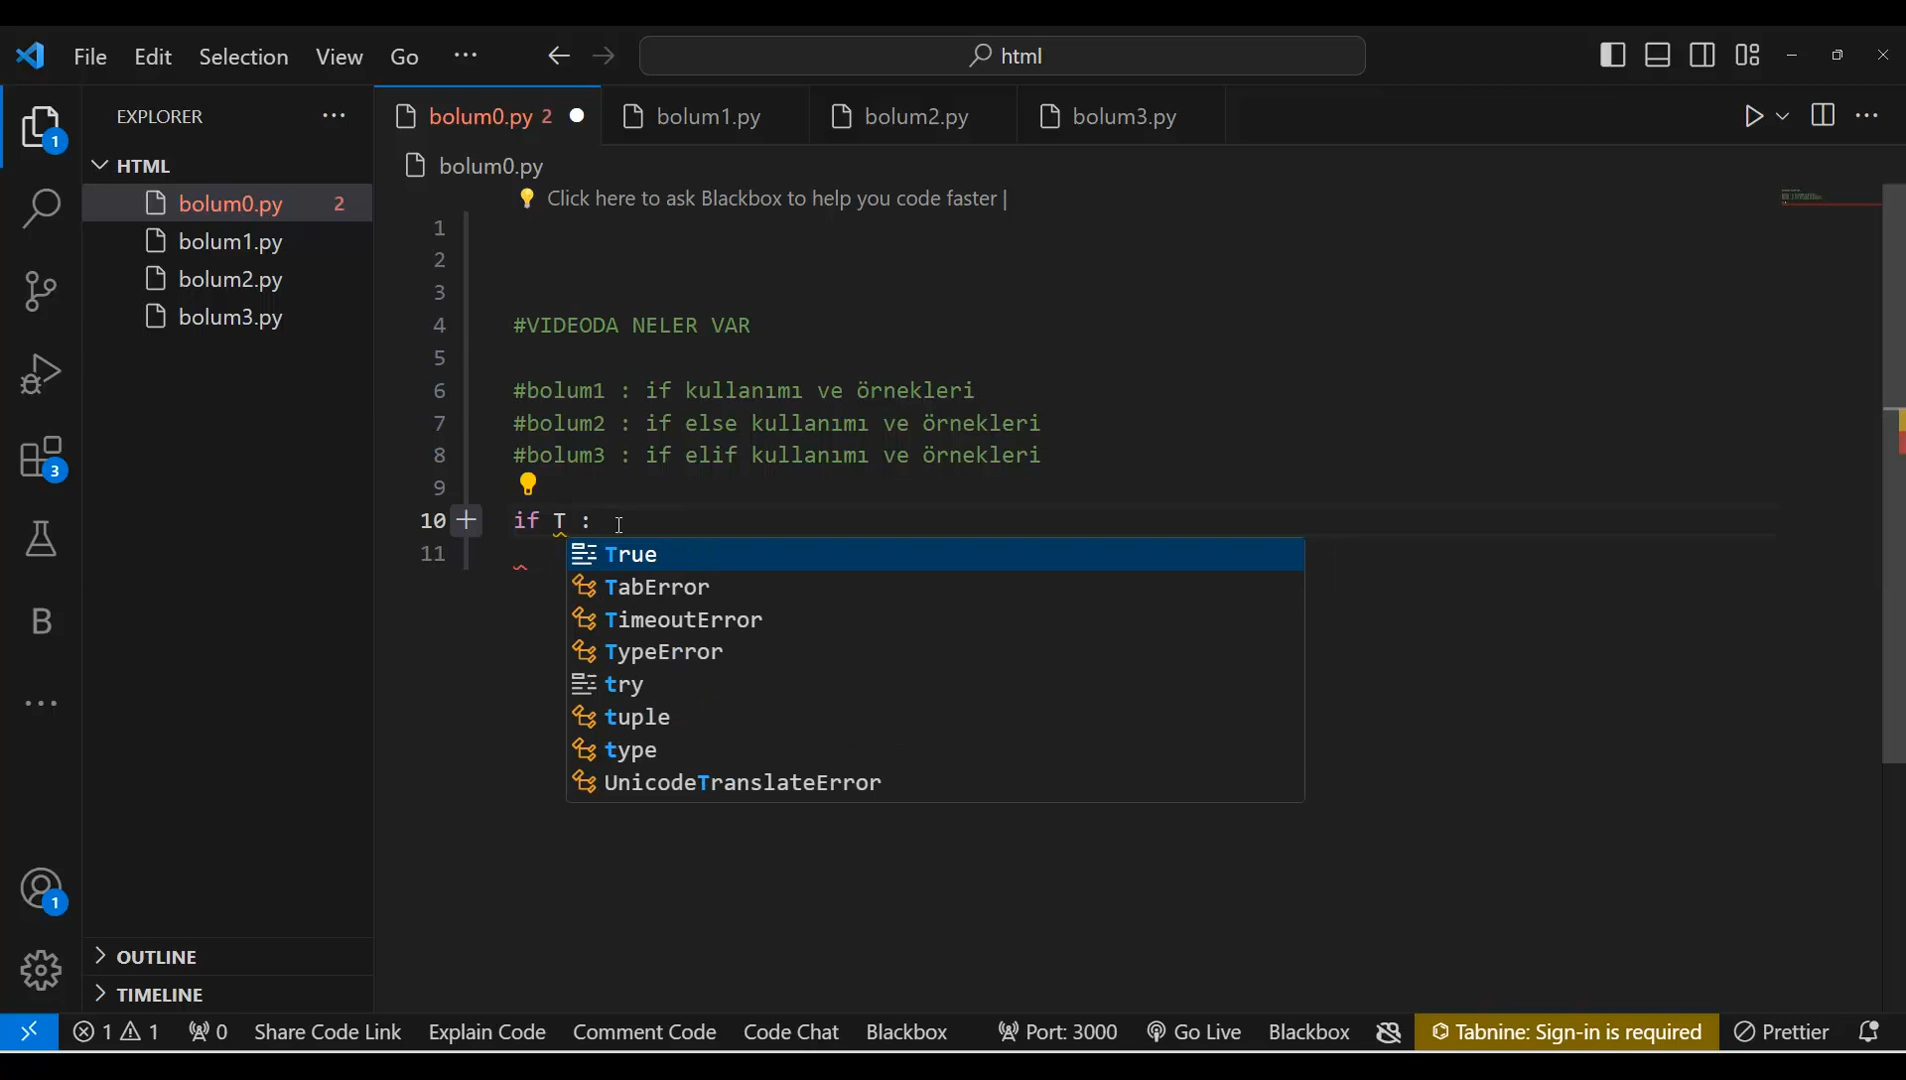 File Edit Selection View Go ··· html
EXPLORER ···
HTML
bolum0.py 2
bolum1.py
bolum2.py
bolum3.py
OUTLINE
TIMELINE
1
3
B
1
bolum0.py 2 bolum1.py bolum2.py bolum3.py
bolum0.py
Click here to ask Blackbox to help you code faster |
1
2
3
4 #VIDEODA NELER VAR
5
6 #bolum1 : if kullanımı ve örnekleri
7 #bolum2 : if else kullanımı ve örnekleri
8 #bolum3 : if elif kullanımı ve örnekleri
9
10 if T :
11
True
TabError
TimeoutError
TypeError
try
tuple
type
UnicodeTranslateError
1 1 0 Share Code Link Explain Code Comment Code Code Chat Blackbox Port: 3000 Go Live Blackbox Tabnine: Sign-in is required Prettier